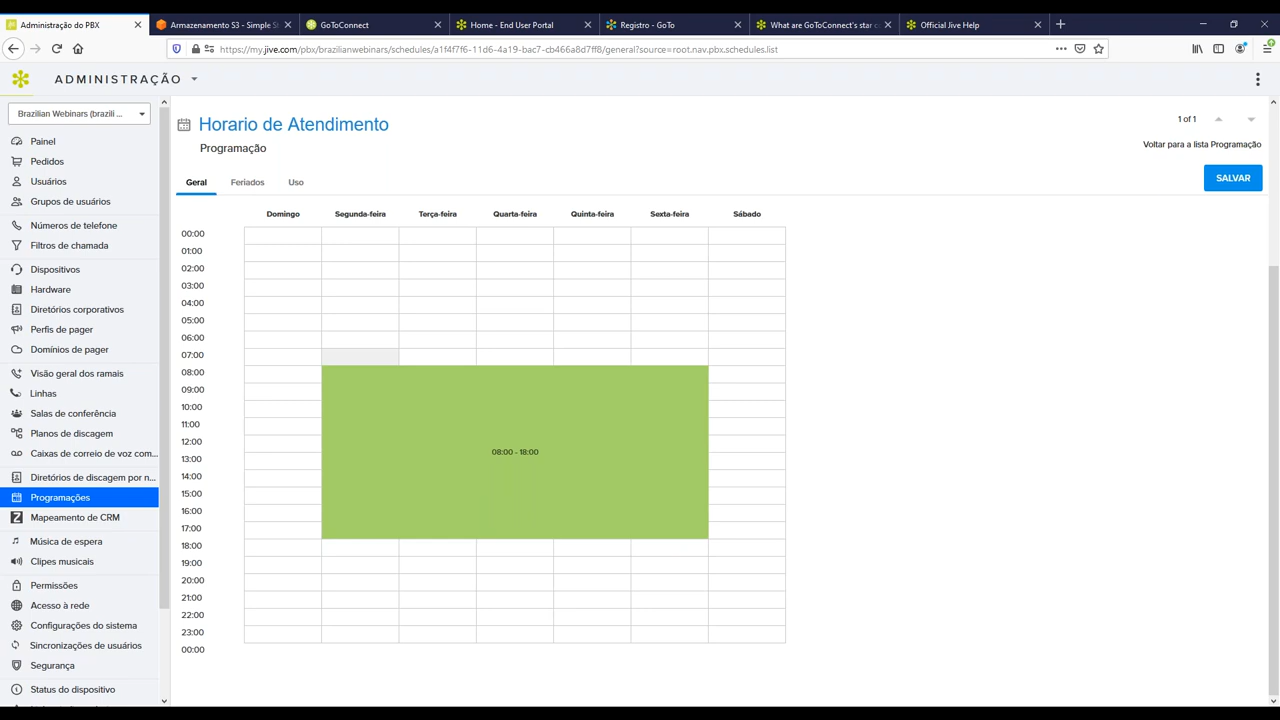 Administração do PBX
Armazenamento S3 - Simple S
GoToConnect
Home - End User Portal
Registro - GoTo
What are GoToConnect's star c
Official Jive Help
https://my.jive.com/pbx/brazilianwebinars/schedules/a1f4f7f6-11d6-4a19-bac7-cb466a8d7ff8/general?source=root.nav.pbx.schedules.list
ADMINISTRAÇÃO
Brazilian Webinars (brazili ...
Painel
Pedidos
Usuários
Grupos de usuários
Números de telefone
Filtros de chamada
Dispositivos
Hardware
Diretórios corporativos
Perfis de pager
Domínios de pager
Visão geral dos ramais
Linhas
Salas de conferência
Planos de discagem
Caixas de correio de voz com...
Diretórios de discagem por n...
Programações
Mapeamento de CRM
Música de espera
Clipes musicais
Permissões
Acesso à rede
Configurações do sistema
Sincronizações de usuários
Segurança
Status do dispositivo
Horario de Atendimento
Programação
1 of 1
Voltar para a lista Programação
SALVAR
Geral Feriados Uso
Domingo Segunda-feira Terça-feira Quarta-feira Quinta-feira Sexta-feira Sábado
00:00
01:00
02:00
03:00
04:00
05:00
06:00
07:00
08:00
09:00
10:00
11:00
12:00
08:00 - 18:00
13:00
14:00
15:00
16:00
17:00
18:00
19:00
20:00
21:00
22:00
23:00
00:00